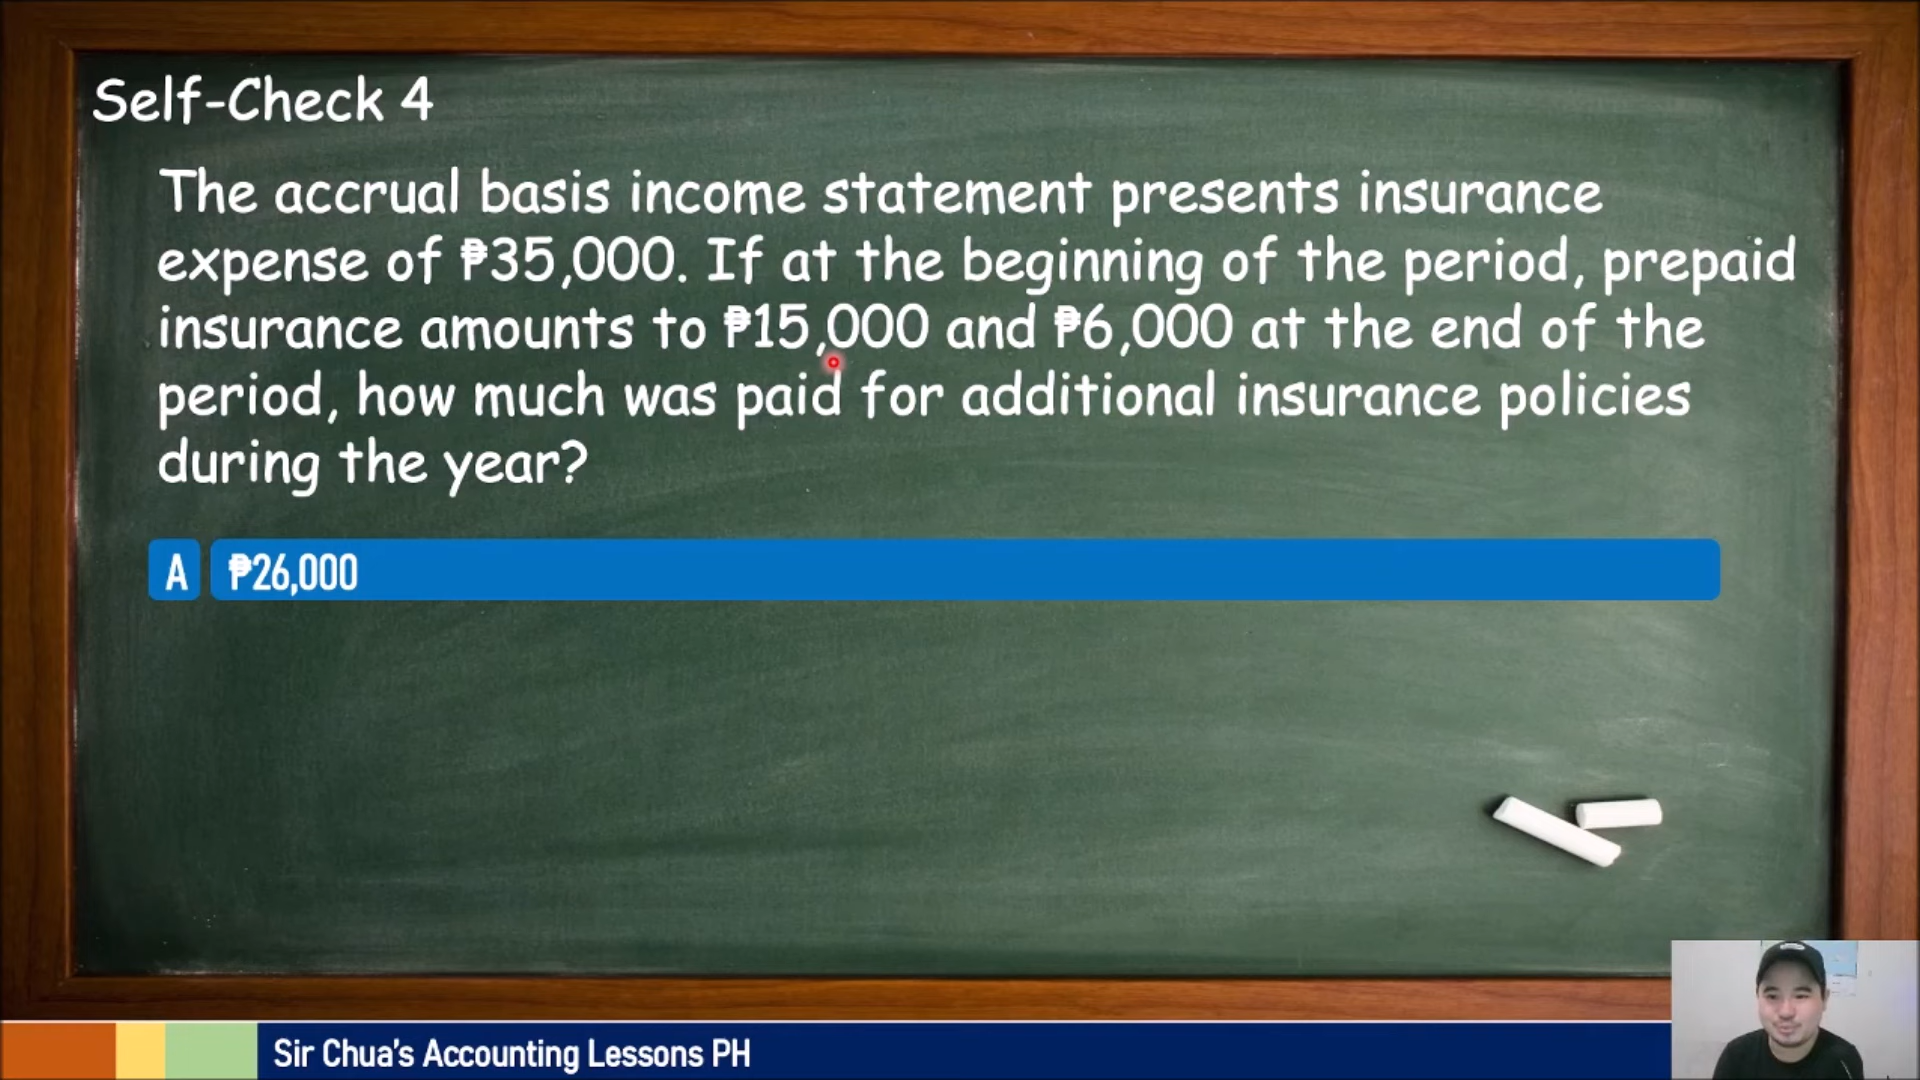 Self-Check 4
The accrual basis income statement presents insurance
expense of ₱35,000. If at the beginning of the period, prepaid
insurance amounts to ₱15,000 and ₱6,000 at the end of the
period, how much was paid for additional insurance policies
during the year?
A ₱26,000
Sir Chua's Accounting Lessons PH